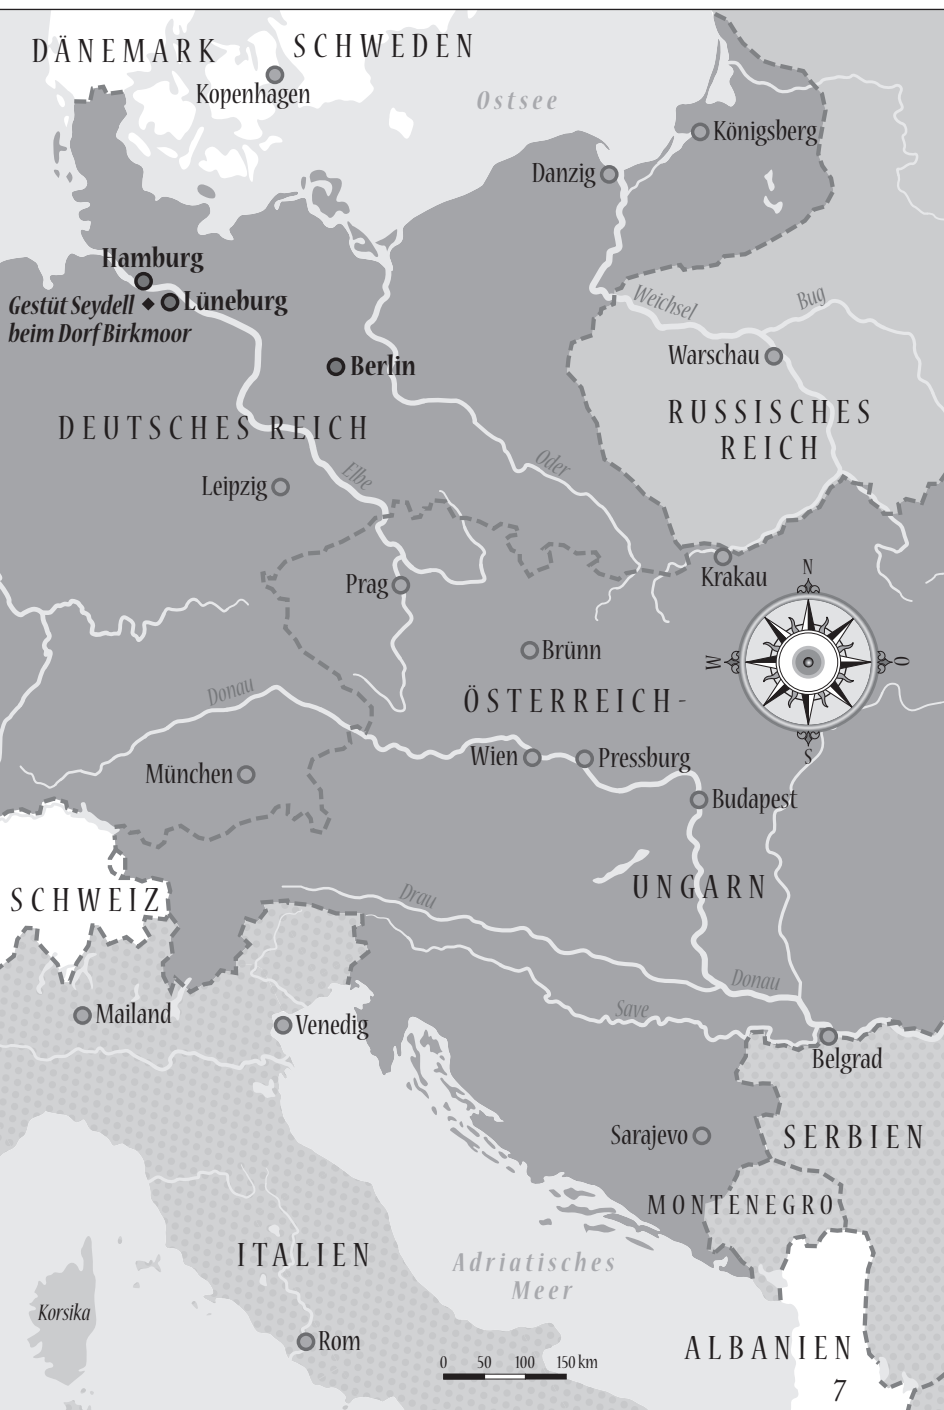 DÄNEMARK
SCHWEDEN
Kopenhagen
Ostsee
Königsberg
Danzig
Hamburg
Gestüt Seydell
beim Dorf Birkmoor
Lüneburg
Weichsel
Bug
Warschau
Berlin
RUSSISCHES
REICH
DEUTSCHES REICH
Elbe
Oder
Leipzig
Krakau
Prag
N
W
O
S
Brünn
Donau
ÖSTERREICH-
Wien
Pressburg
München
Budapest
SCHWEIZ
Drau
UNGARN
Donau
Save
Mailand
Venedig
Belgrad
Sarajevo
SERBIEN
MONTENEGRO
ITALIEN
Adriatisches
Meer
Korsika
Rom
ALBANIEN
0 50 100 150 km
7